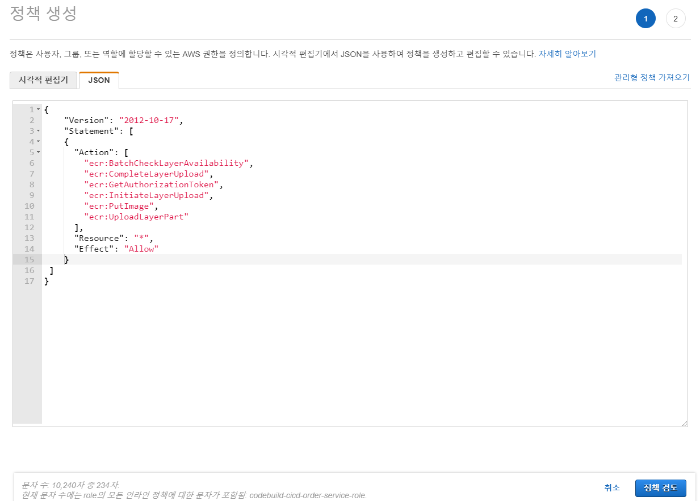 정책 생성
1 2
정책은 사용자, 그룹, 또는 역할에 할당할 수 있는 AWS 권한을 정의합니다. 시각적 편집기에서 JSON을 사용하여 정책을 생성하고 편집할 수 있습니다. 자세히 알아보기
시각적 편집기 JSON 관리형 정책 가져오기
1 {
2 "Version": "2012-10-17",
3 "Statement": [
4 {
5 "Action": [
6 "ecr:BatchCheckLayerAvailability",
7 "ecr:CompleteLayerUpload",
8 "ecr:GetAuthorizationToken",
9 "ecr:InitiateLayerUpload",
10 "ecr:PutImage",
11 "ecr:UploadLayerPart"
12 ],
13 "Resource": "*",
14 "Effect": "Allow"
15 }
16 ]
17 }
문자 수: 10,240자 중 234자.
현재 문자 수에는 role의 모든 인라인 정책에 대한 문자가 포함됨: codebuild-cicd-order-service-role.
취소 정책 검토